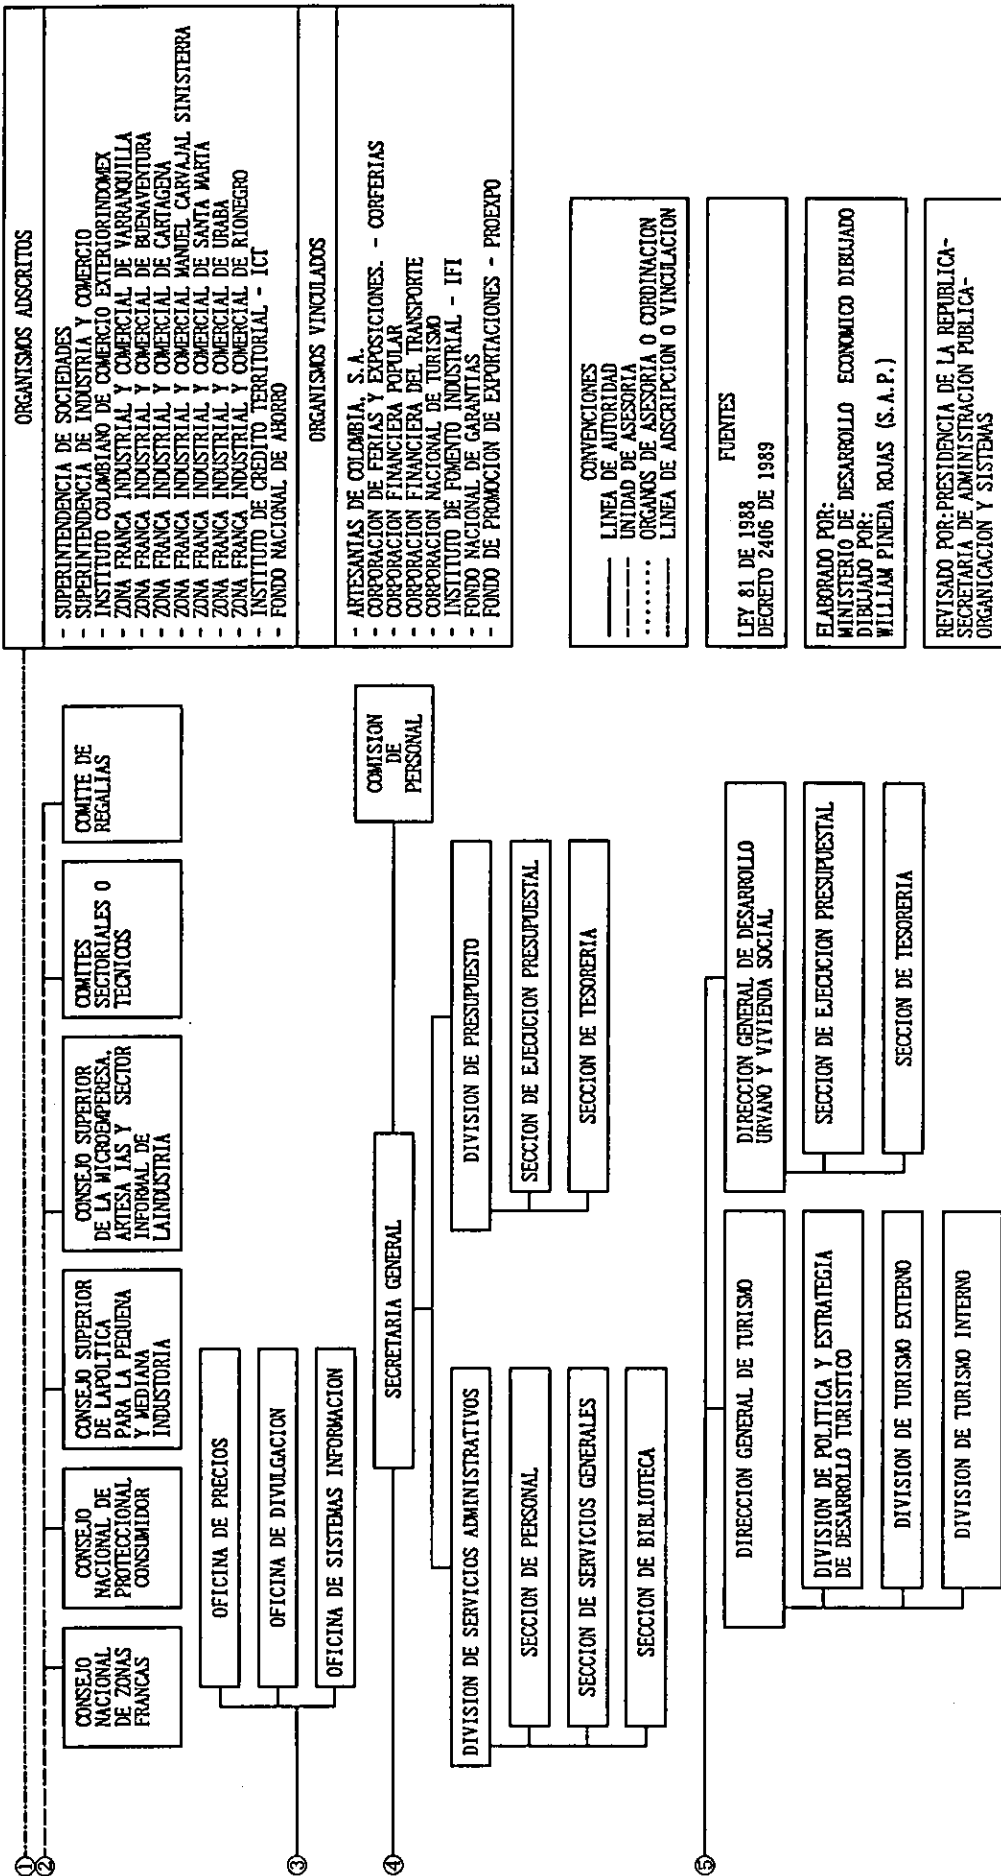 ①
②
CONSEJO
NACIONAL
DE ZONAS
FRANCAS
CONSEJO
NACIONAL DE
PROTECCIONAL
CONSUMIDOR
CONSEJO SUPERIOR
DE LAPOLTICA
PARA LA PEQUENA
Y MEDIANA
INDUSTORIA
CONSEJO SUPERIOR
DE LA MICROEMPERESA,
ARTESA IAS Y SECTOR
INFORMAL DE
LAINDUSTRIA
COMITES
SECTORIALES O
TECNICOS
COMITE DE
REGALIAS
ORGANISMOS ADSCRITOS
- SUPERINTENDENCIA DE SOCIEDADES
- SUPERINTENDENCIA DE INDUSTRIA Y COMERCIO
- INSTITUTO COLOMBIANO DE COMERCIO EXTERIORINDOMEX
- ZONA FRANCA INDUSTRIAL Y COMERCIAL DE VARRANQUILLA
- ZONA FRANCA INDUSTRIAL Y COMERCIAL DE BUENAVENTURA
- ZONA FRANCA INDUSTRIAL Y COMERCIAL DE CARTAGENA
- ZONA FRANCA INDUSTRIAL Y COMERCIAL MANUEL CARVAJAL SINISTERRA
- ZONA FRANCA INDUSTRIAL Y COMERCIAL DE SANTA MARTA
- ZONA FRANCA INDUSTRIAL Y COMERCIAL DE URABA
- ZONA FRANCA INDUSTRIAL Y COMERCIAL DE RIONEGRO
- INSTITUTO DE CREDITO TERRITORIAL - ICT
- FONDO NACIONAL DE AHORRO
ORGANISMOS VINCULADOS
- ARTESANIAS DE COLOMBIA, S.A.
- CORPORACION DE FERIAS Y EXPOSICIONES. - CORFERIAS
- CORPORACION FINANCIERA POPULAR
- CORPORACION FINANCIERA DEL TRANSPORTE
- CORPORACION NACIONAL DE TURISMO
- INSTITUTO DE FOMENTO INDUSTRIAL - IFI
- FONDO NACIONAL DE GARANTIAS
- FONDO DE PROMOCION DE EXPORTACIONES - PROEXPO
③
OFICINA DE PRECIOS
OFICINA DE DIVULGACION
OFICINA DE SISTEMAS INFORMACION
④
SECRETARIA GENERAL
COMISION
DE
PERSONAL
DIVISION DE SERVICIOS ADMINISTRATIVOS
SECCION DE PERSONAL
SECCION DE SERVICIOS GENERALES
SECCION DE BIBLIOTECA
DIVISION DE PRESUPUESTO
SECCION DE EJECUCION PRESUPUESTAL
SECCION DE TESORERIA
⑤
DIRECCION GENERAL DE TURISMO
DIVISION DE POLITICA Y ESTRATEGIA
DE DESARROLLO TURISTICO
DIVISION DE TURISMO EXTERNO
DIVISION DE TURISMO INTERNO
DIRECCION GENERAL DE DESARROLLO
URVANO Y VIVIENDA SOCIAL
SECCION DE EJECUCION PRESUPUESTAL
SECCION DE TESORERIA
CONVENCIONES
LINEA DE AUTORIDAD
UNIDAD DE ASESORIA
ORGANOS DE ASESORIA O CORDINACION
LINEA DE ADSCRIPCION O VINCULACION
FUENTES
LEY 81 DE 1988
DECRETO 2406 DE 1989
ELABORADO POR:
MINISTERIO DE DESARROLLO ECONOMICO DIBUJADO
DIBUJADO POR:
WILLIAM PINEDA ROJAS (S.A.P.)
REVISADO POR:PRESIDENCIA DE LA REPUBLICA-
SECRETARIA DE ADMINISTRACION PUBLICA-
ORGANICACION Y SISTEMAS